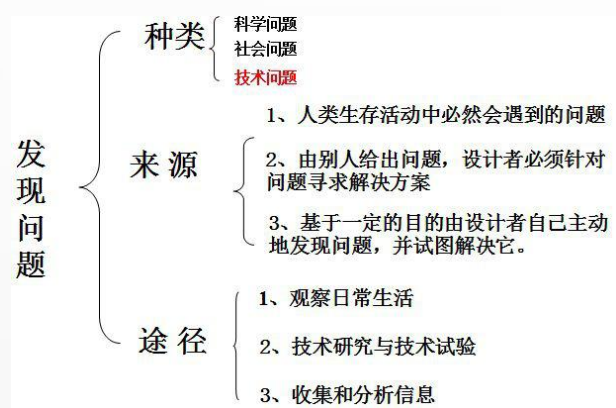 发现问题
种类
科学问题
社会问题
技术问题
来源
1、人类生存活动中必然会遇到的问题
2、由别人给出问题，设计者必须针对
问题寻求解决方案
3、基于一定的目的由设计者自己主动
地发现问题，并试图解决它。
途径
1、观察日常生活
2、技术研究与技术试验
3、收集和分析信息